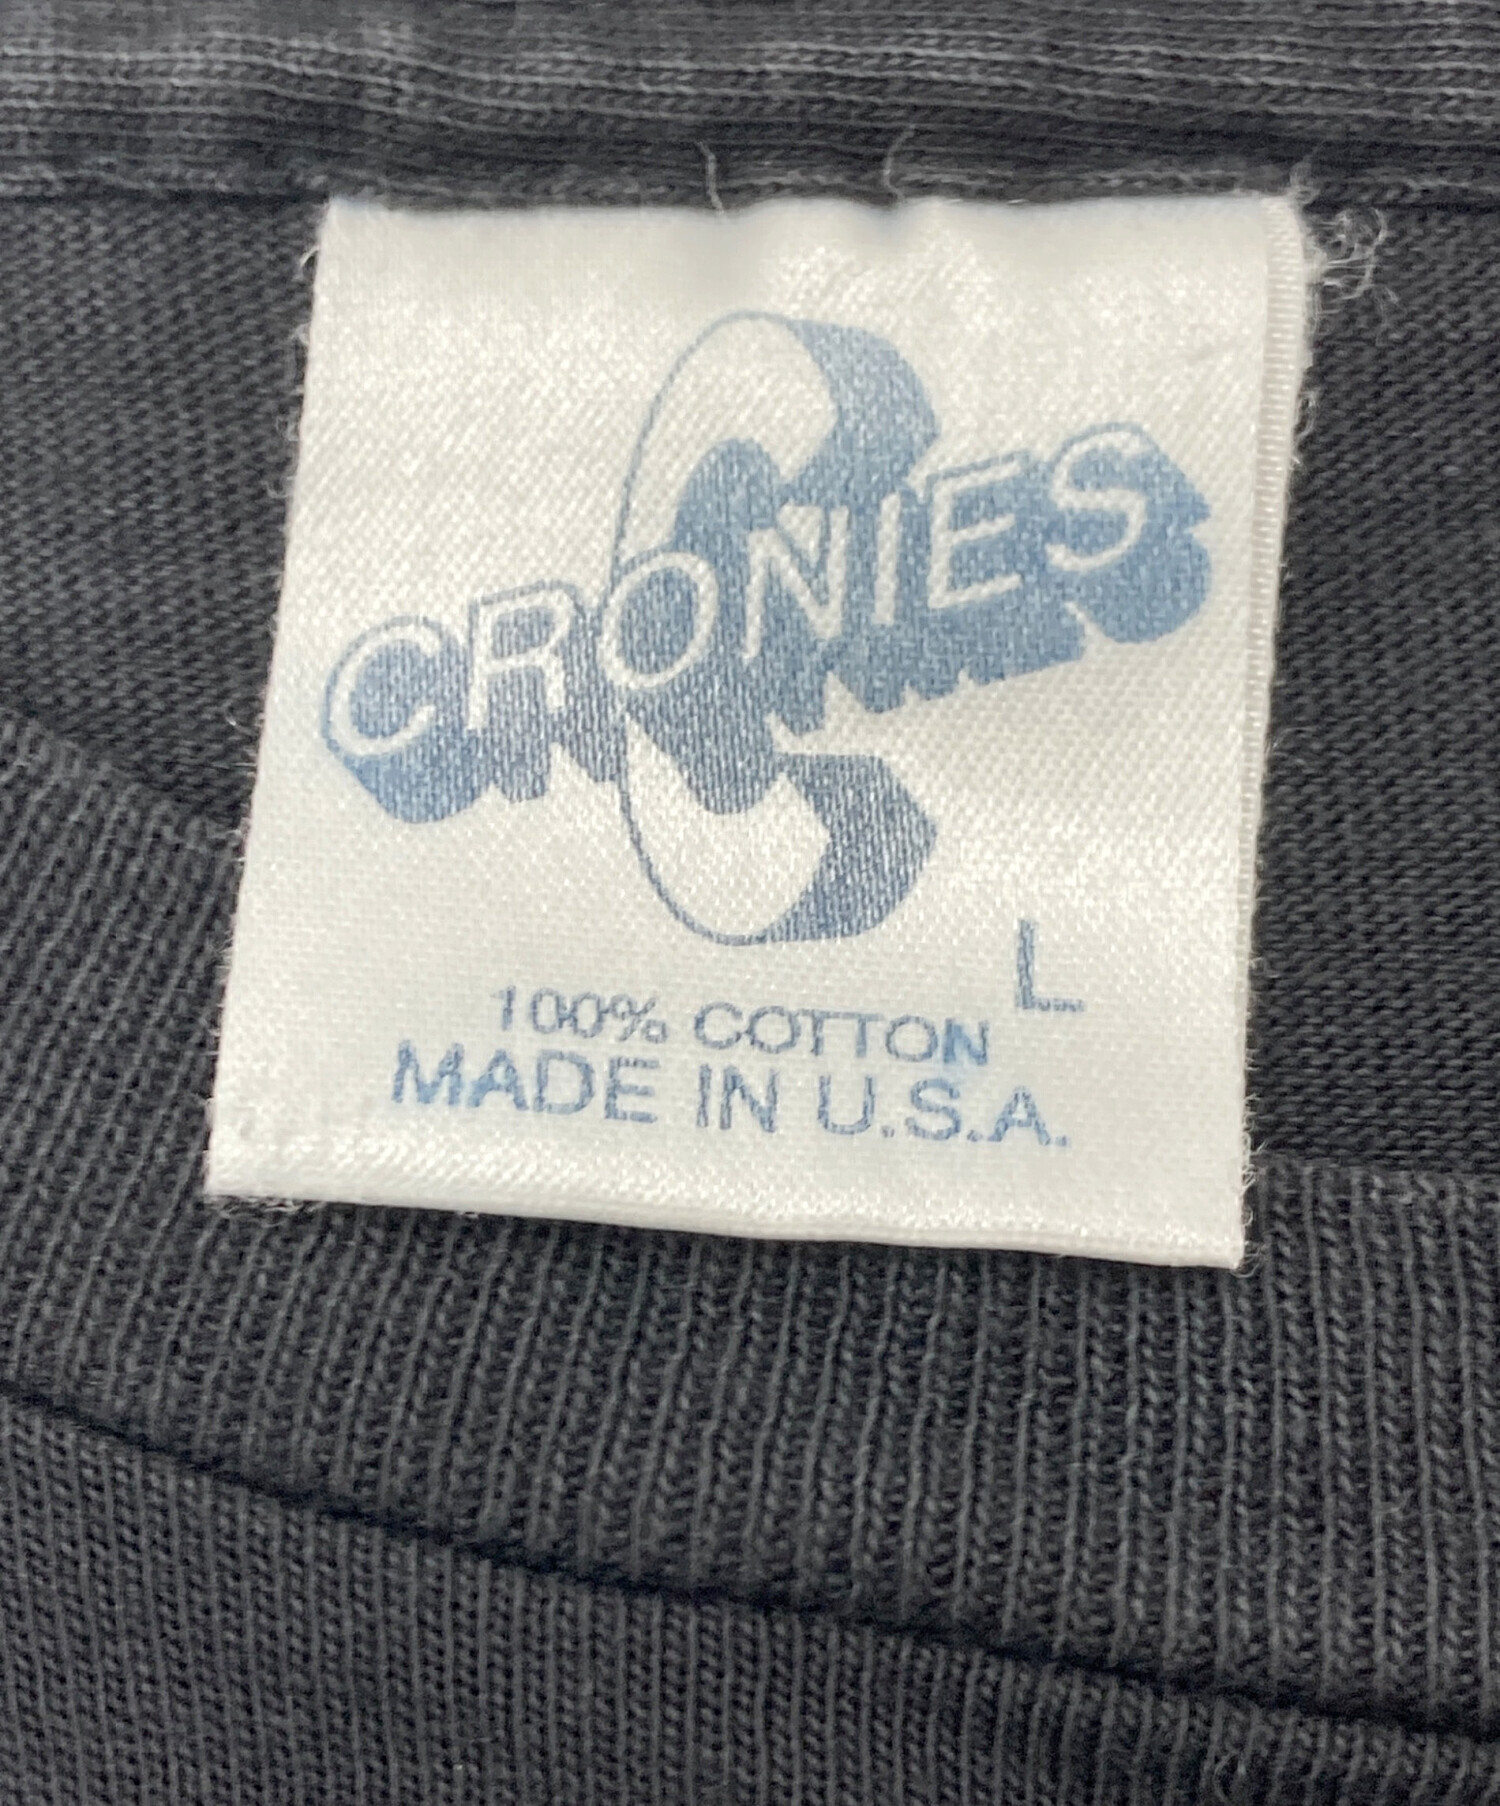 CRONIES
L
100% COTTON
MADE IN U.S.A.